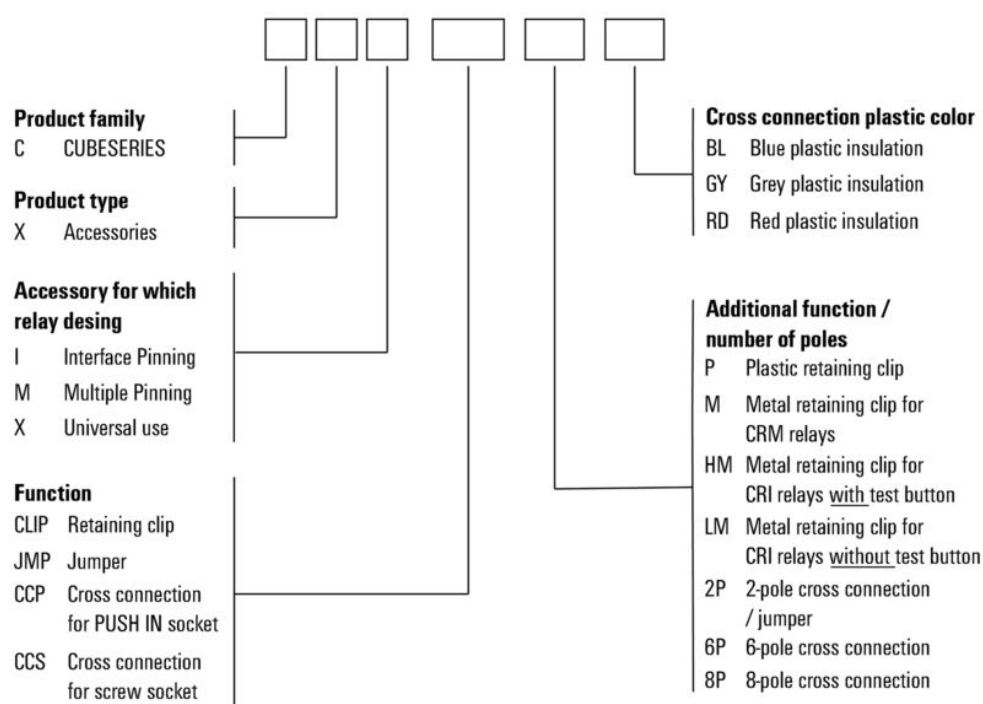 Product family
C CUBESERIES
Product type
X Accessories
Accessory for which
relay desing
I Interface Pinning
M Multiple Pinning
X Universal use
Function
CLIP Retaining clip
JMP Jumper
CCP Cross connection
for PUSH IN socket
CCS Cross connection
for screw socket
Cross connection plastic color
BL Blue plastic insulation
GY Grey plastic insulation
RD Red plastic insulation
Additional function /
number of poles
P Plastic retaining clip
M Metal retaining clip for
CRM relays
HM Metal retaining clip for
CRI relays with test button
LM Metal retaining clip for
CRI relays without test button
2P 2-pole cross connection
/ jumper
6P 6-pole cross connection
8P 8-pole cross connection